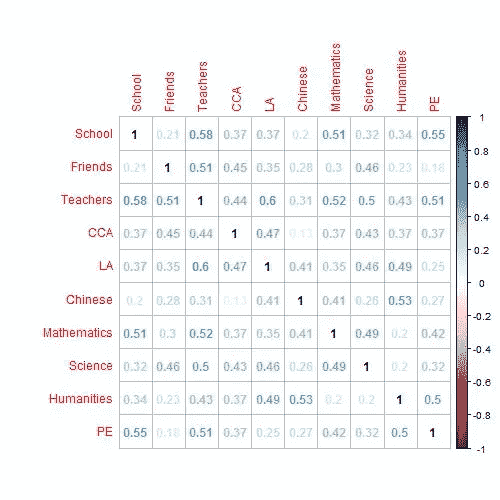 School Friends Teachers CCA LA Chinese Mathematics Science Humanities PE
School 1 0.21 0.58 0.37 0.37 0.2 0.51 0.32 0.34 0.55
Friends 0.21 1 0.51 0.45 0.35 0.28 0.3 0.46 0.23 0.18
Teachers 0.58 0.51 1 0.44 0.6 0.31 0.52 0.5 0.43 0.51
CCA 0.37 0.45 0.44 1 0.47 0.13 0.37 0.43 0.37 0.37
LA 0.37 0.35 0.6 0.47 1 0.41 0.35 0.46 0.49 0.25
Chinese 0.2 0.28 0.31 0.13 0.41 1 0.41 0.26 0.53 0.27
Mathematics 0.51 0.3 0.52 0.37 0.35 0.41 1 0.49 0.2 0.42
Science 0.32 0.46 0.5 0.43 0.46 0.26 0.49 1 0.2 0.32
Humanities 0.34 0.23 0.43 0.37 0.49 0.53 0.2 0.2 1 0.5
PE 0.55 0.18 0.51 0.37 0.25 0.27 0.42 0.32 0.5 1
1
0.8
0.6
0.4
0.2
0
-0.2
-0.4
-0.6
-0.8
-1